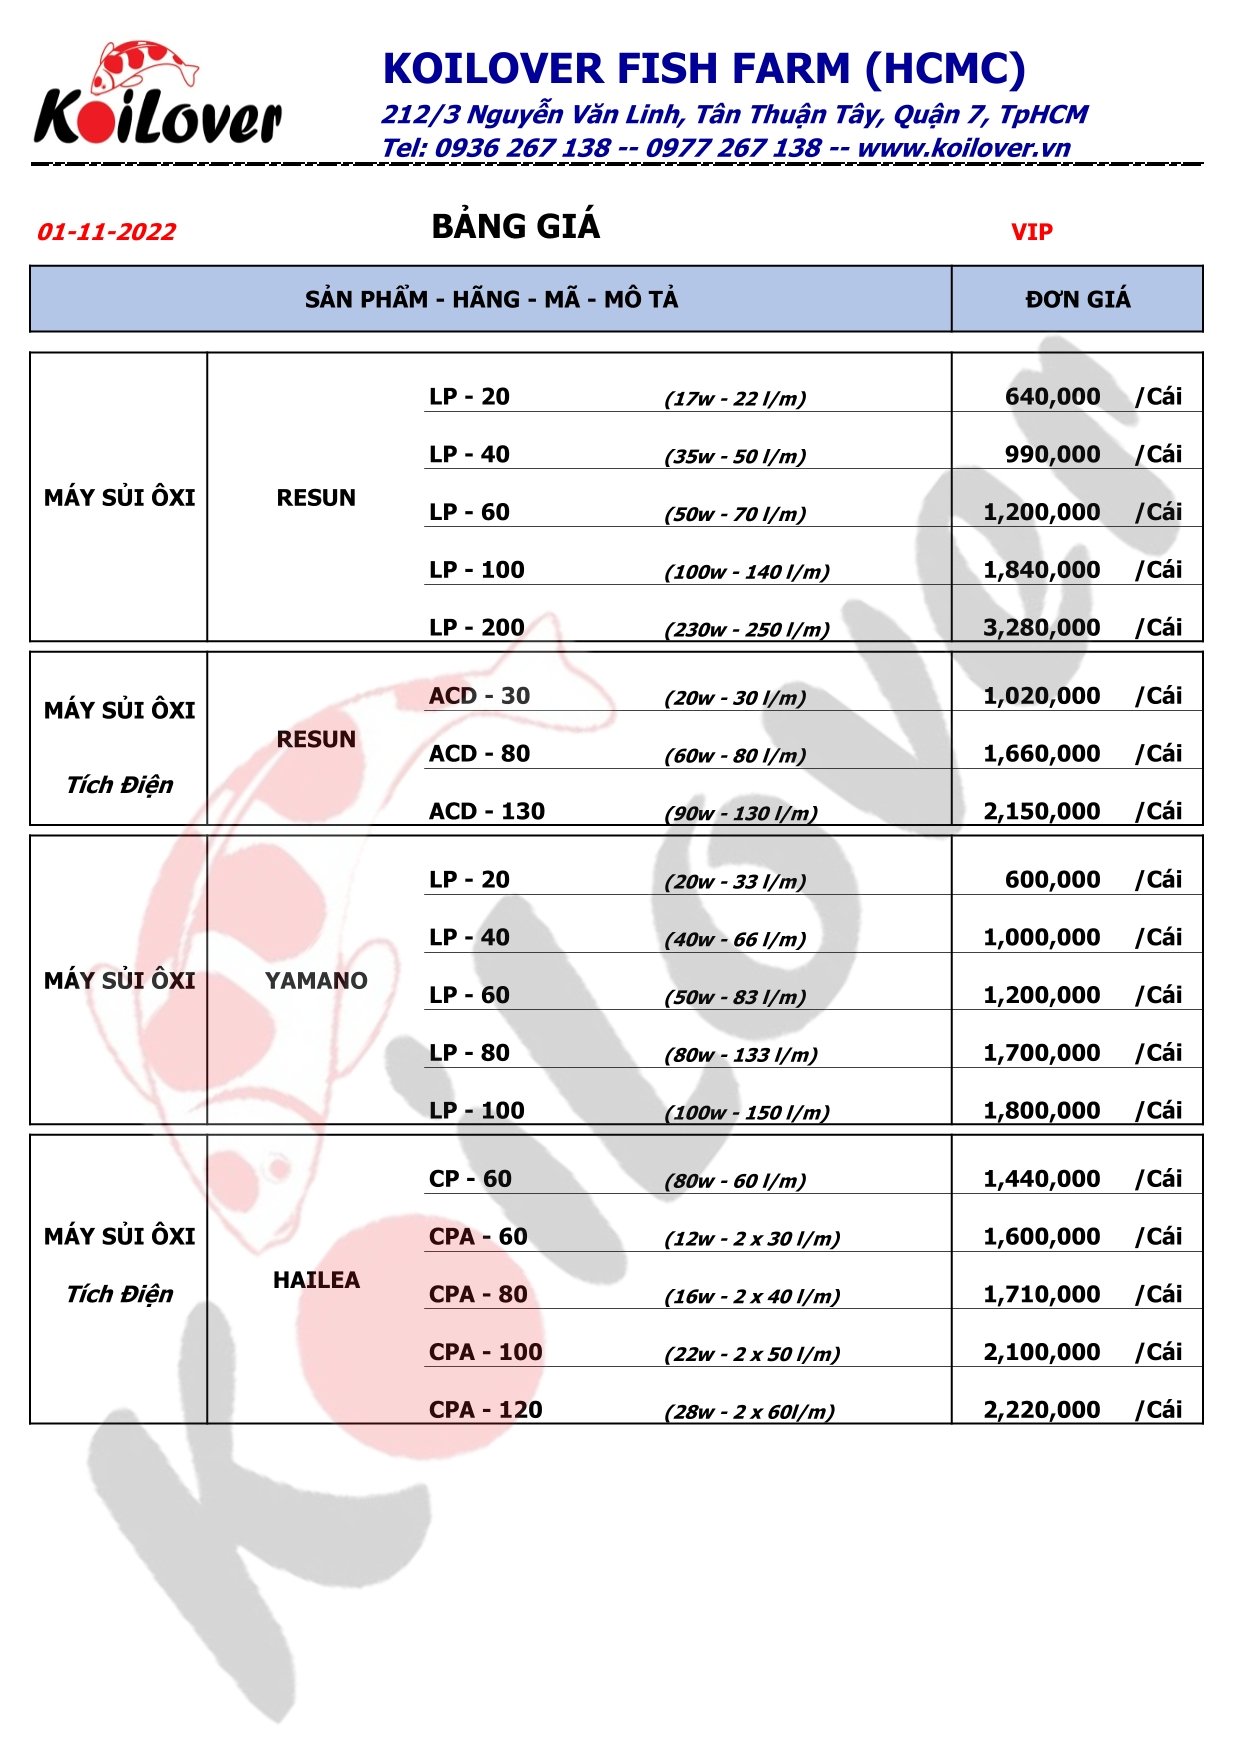 KoiLover
KOILOVER FISH FARM (HCMC)
212/3 Nguyễn Văn Linh, Tân Thuận Tây, Quận 7, TpHCM
Tel: 0936 267 138 -- 0977 267 138 -- www.koilover.vn
01-11-2022 BẢNG GIÁ VIP
SẢN PHẨM - HÃNG - MÃ - MÔ TẢ ĐƠN GIÁ
LP - 20 (17w - 22 l/m) 640,000 /Cái
LP - 40 (35w - 50 l/m) 990,000 /Cái
MÁY SỦI ÔXI RESUN
LP - 60 (50w - 70 l/m) 1,200,000 /Cái
LP - 100 (100w - 140 l/m) 1,840,000 /Cái
LP - 200 (230w - 250 l/m) 3,280,000 /Cái
ACD - 30 (20w - 30 l/m) 1,020,000 /Cái
MÁY SỦI ÔXI
RESUN
ACD - 80 (60w - 80 l/m) 1,660,000 /Cái
Tích Điện
ACD - 130 (90w - 130 l/m) 2,150,000 /Cái
LP - 20 (20w - 33 l/m) 600,000 /Cái
LP - 40 (40w - 66 l/m) 1,000,000 /Cái
MÁY SỦI ÔXI YAMANO
LP - 60 (50w - 83 l/m) 1,200,000 /Cái
LP - 80 (80w - 133 l/m) 1,700,000 /Cái
LP - 100 (100w - 150 l/m) 1,800,000 /Cái
CP - 60 (80w - 60 l/m) 1,440,000 /Cái
MÁY SỦI ÔXI CPA - 60 (12w - 2 x 30 l/m) 1,600,000 /Cái
HAILEA
Tích Điện CPA - 80 (16w - 2 x 40 l/m) 1,710,000 /Cái
CPA - 100 (22w - 2 x 50 l/m) 2,100,000 /Cái
CPA - 120 (28w - 2 x 60l/m) 2,220,000 /Cái
KoiLover